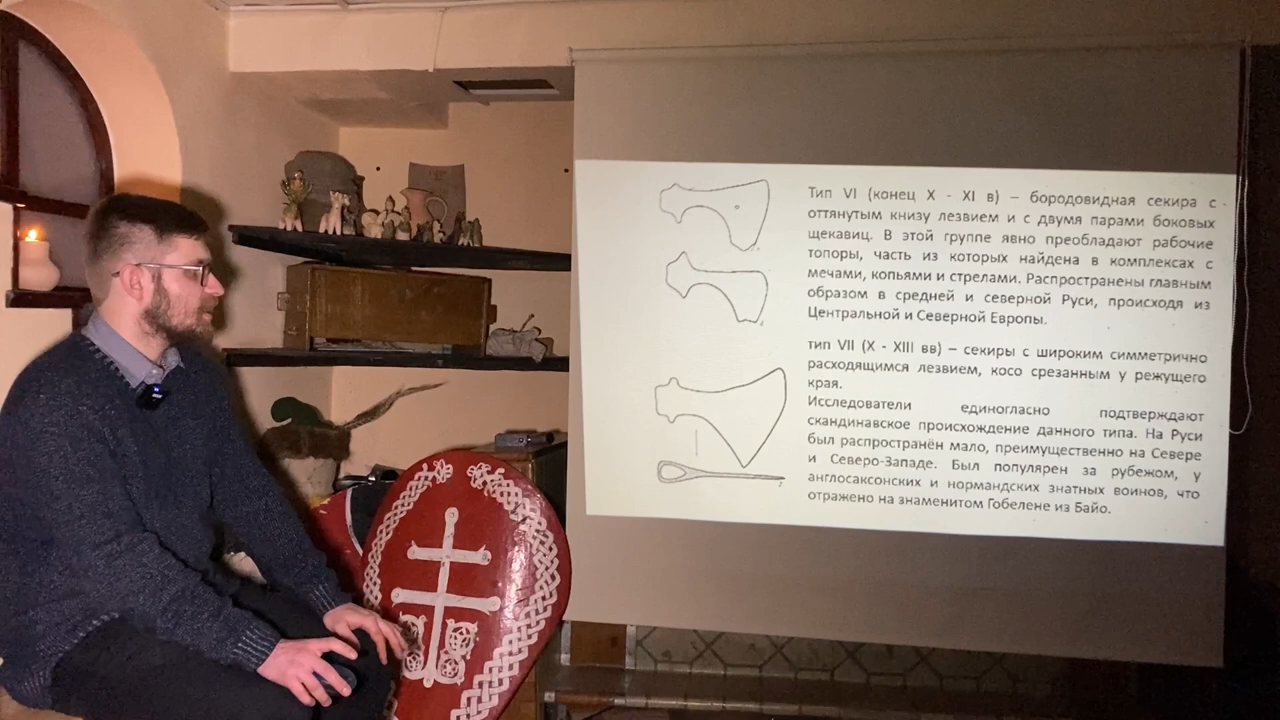 Тип VI (конец X - XI в) – бородовидная секира с
оттянутым книзу лезвием и с двумя парами боковых
щекавиц. В этой группе явно преобладают рабочие
топоры, часть из которых найдена в комплексах с
мечами, копьями и стрелами. Распространены главным
образом в средней и северной Руси, происходя из
Центральной и Северной Европы.
тип VII (X - XIII вв) – секиры с широким симметрично
расходящимся лезвием, косо срезанным у режущего
края.
Исследователи единогласно подтверждают
скандинавское происхождение данного типа. На Руси
был распространён мало, преимущественно на Севере
и Северо-Западе. Был популярен за рубежом, у
англосаксонских и нормандских знатных воинов, что
отражено на знаменитом Гобелене из Байо.